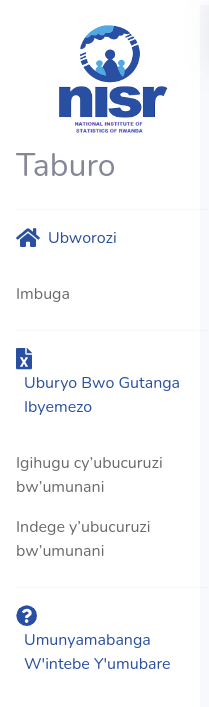 nisr
NATIONAL INSTITUTE OF
STATISTICS OF RWANDA
Taburo
Ubworozi
Imbuga
Uburyo Bwo Gutanga
Ibyemezo
Igihugu cy'ubucuruzi
bw'umunani
Indege y'ubucuruzi
bw'umunani
Umunyamabanga
W'intebe Y'umubare